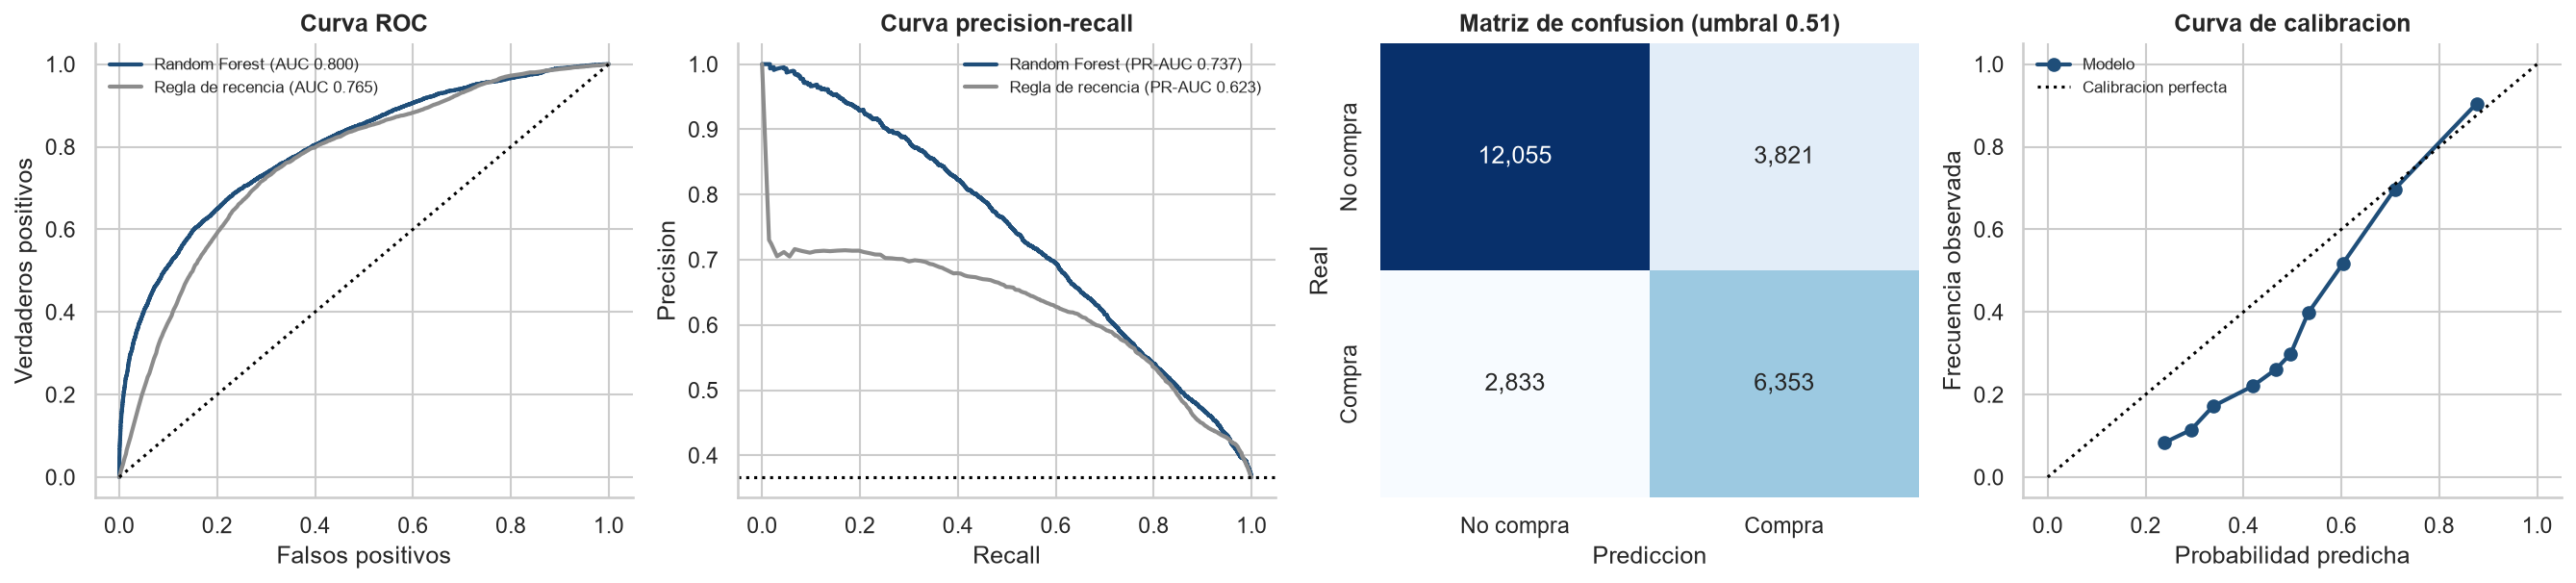 Curva ROC
Random Forest (AUC 0.800)
Regla de recencia (AUC 0.765)
Verdaderos positivos
1.0
0.8
0.6
0.4
0.2
0.0
0.0 0.2 0.4 0.6 0.8 1.0
Falsos positivos
Curva precision-recall
Random Forest (PR-AUC 0.737)
Regla de recencia (PR-AUC 0.623)
Precision
1.0
0.9
0.8
0.7
0.6
0.5
0.4
0.0 0.2 0.4 0.6 0.8 1.0
Recall
Matriz de confusion (umbral 0.51)
Real
No compra
12,055 3,821
Compra
2,833 6,353
No compra Compra
Prediccion
Curva de calibracion
Modelo
Calibracion perfecta
Frecuencia observada
1.0
0.8
0.6
0.4
0.2
0.0
0.0 0.2 0.4 0.6 0.8 1.0
Probabilidad predicha